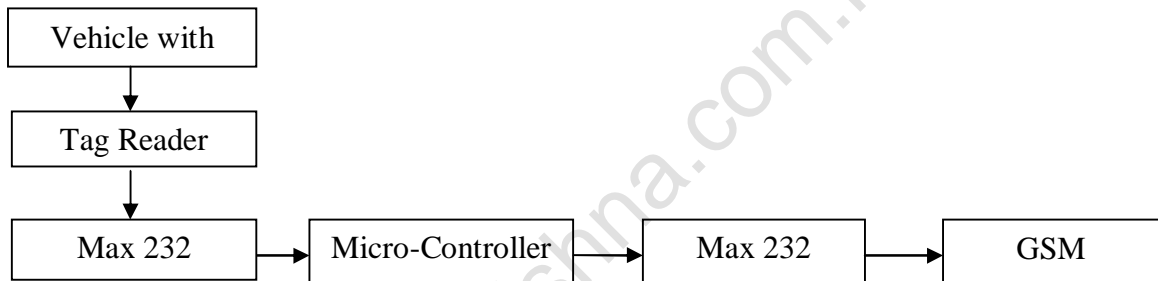 Vehicle with
Tag Reader
Max 232
Micro-Controller
Max 232
GSM